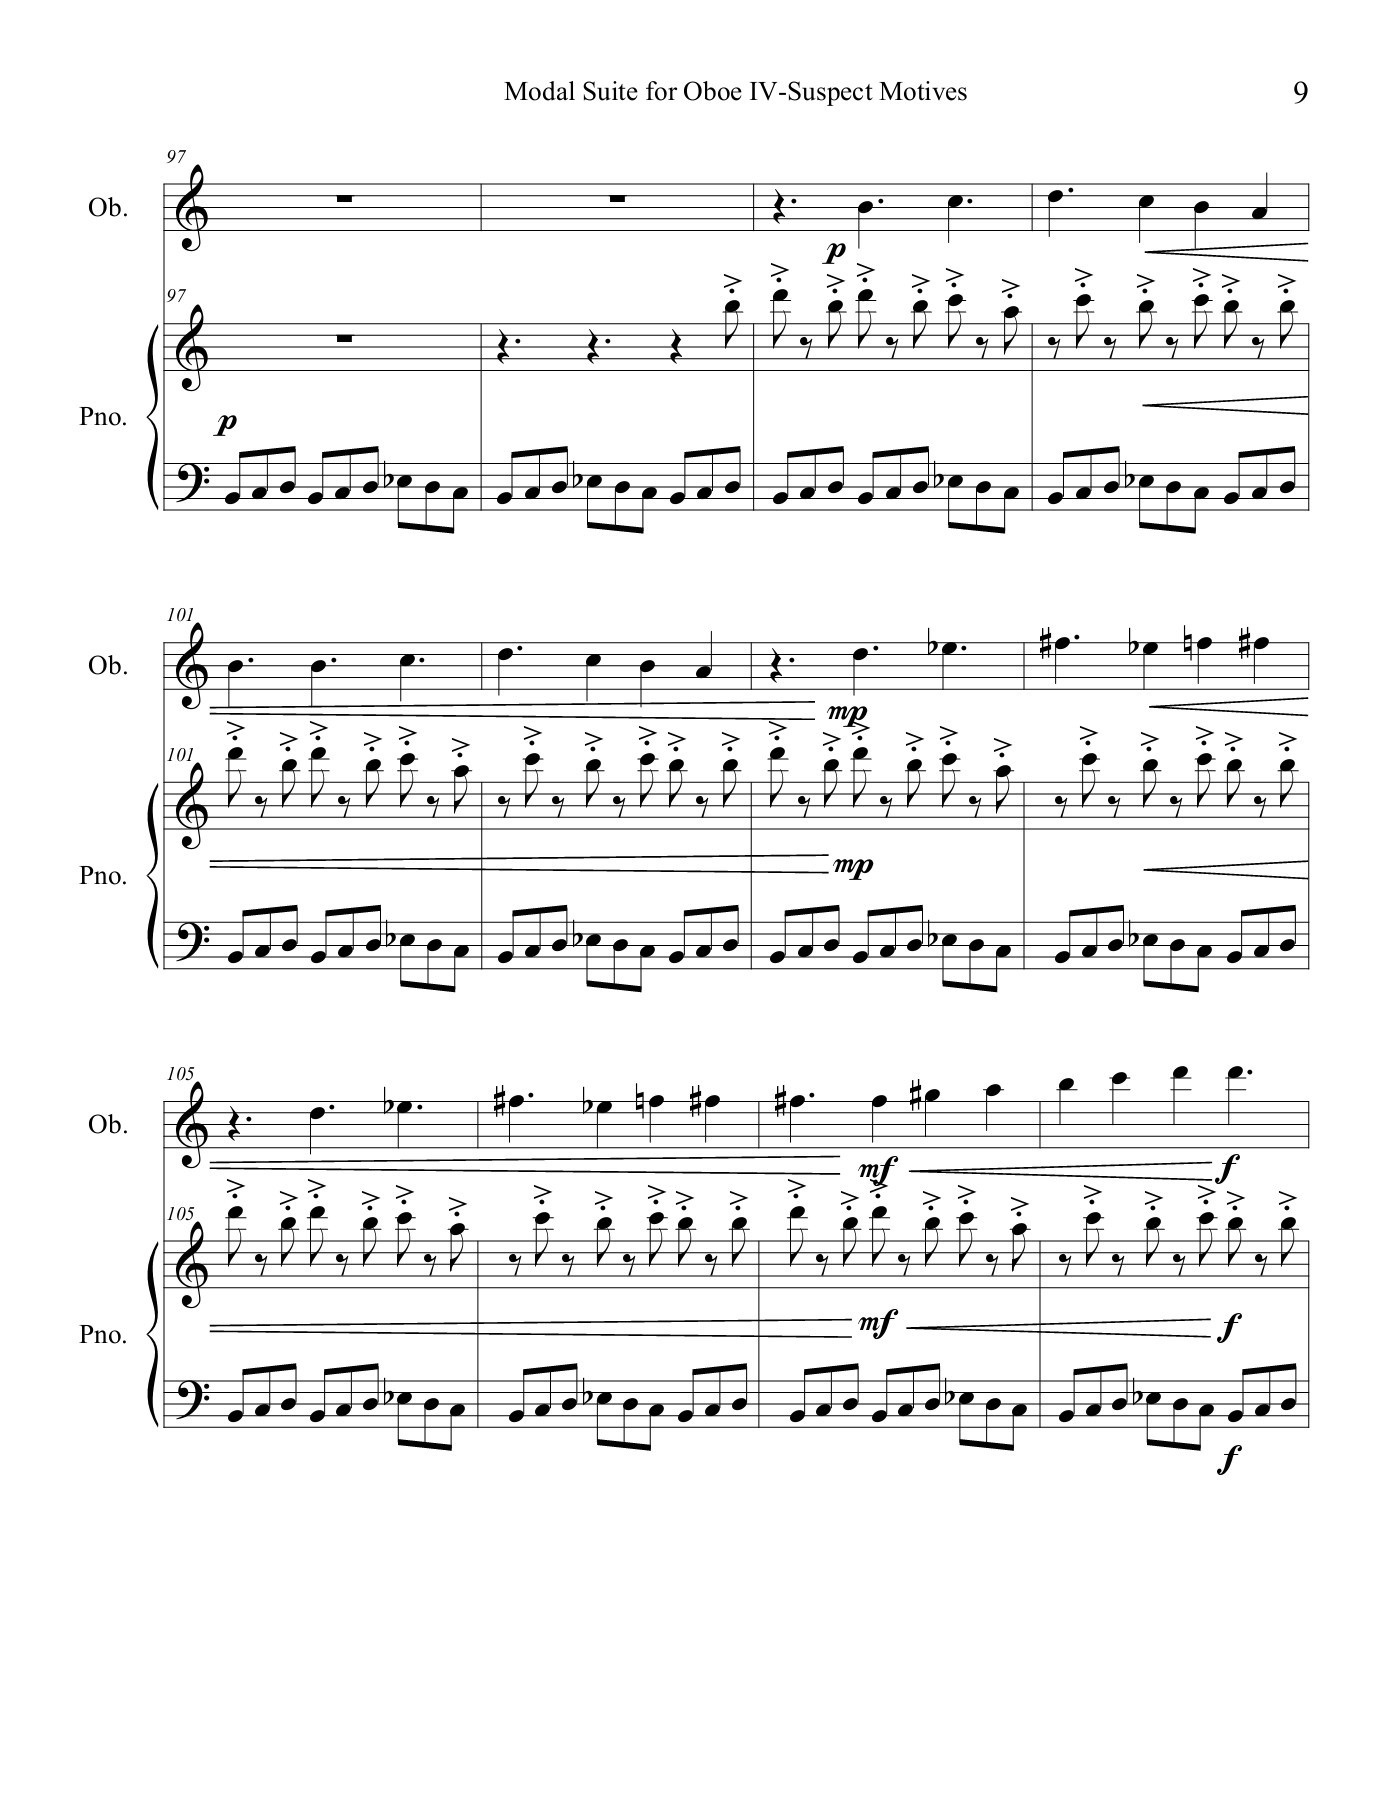 Modal Suite for Oboe IV-Suspect Motives 9
97
Ob.
p
97
Pno.
p
101
Ob.
mp
101
Pno.
mp
105
Ob.
mf f
105
Pno.
mf f
f